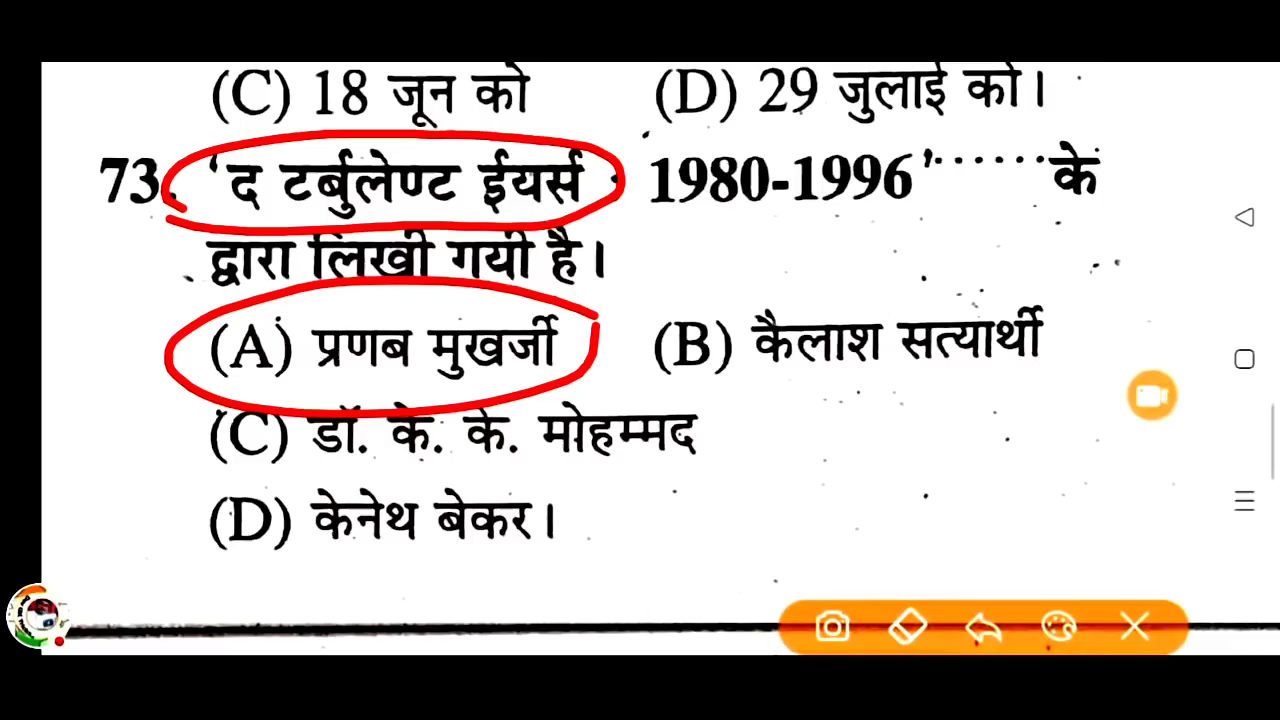 (C) 18 जून को (D) 29 जुलाई को।
73. 'द टर्बुलेण्ट ईयर्स : 1980-1996' ...... के
द्वारा लिखी गयी है।
(A) प्रणब मुखर्जी (B) कैलाश सत्यार्थी
(C) डॉ. के. के. मोहम्मद
(D) केनेथ बेकर।